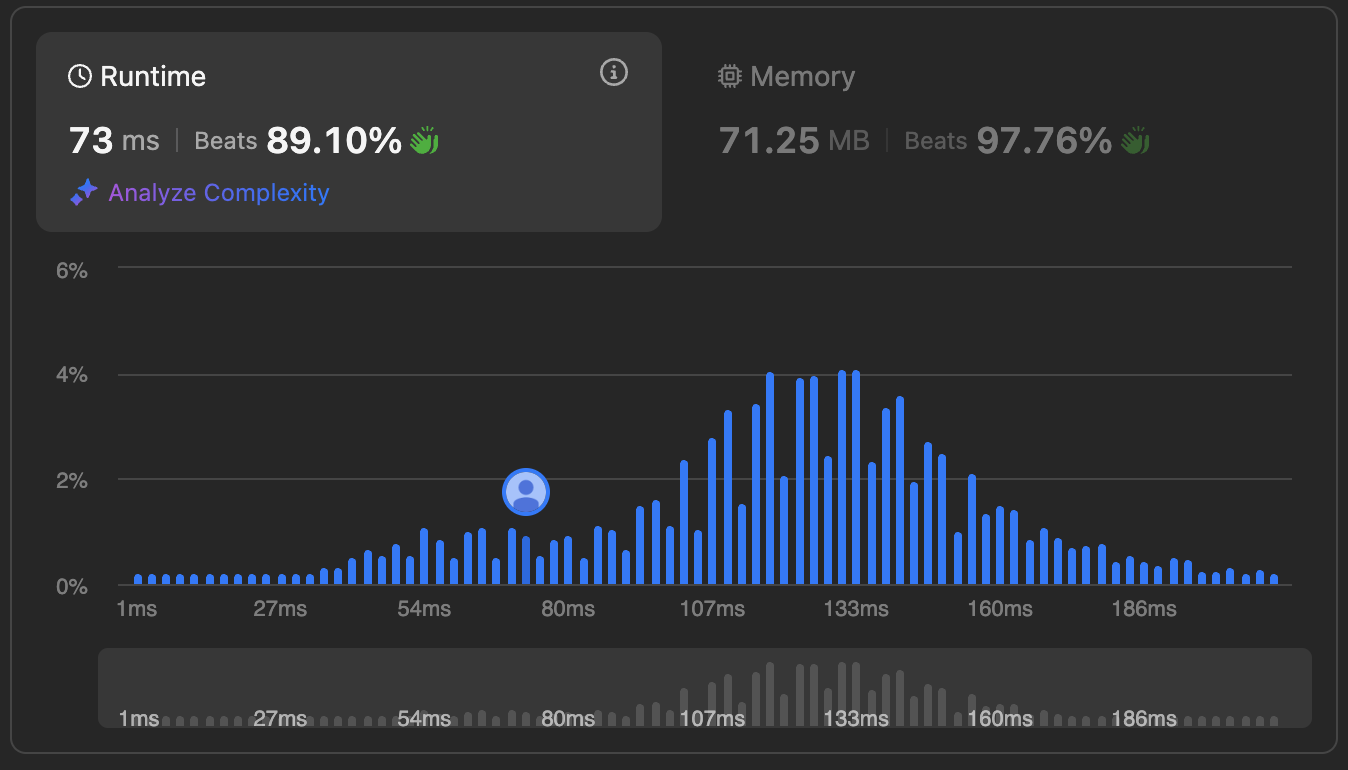 Runtime
73 ms | Beats 89.10%
Analyze Complexity
Memory
71.25 MB | Beats 97.76%
6%
4%
2%
0%
1ms 27ms 54ms 80ms 107ms 133ms 160ms 186ms
1ms 27ms 54ms 80ms 107ms 133ms 160ms 186ms